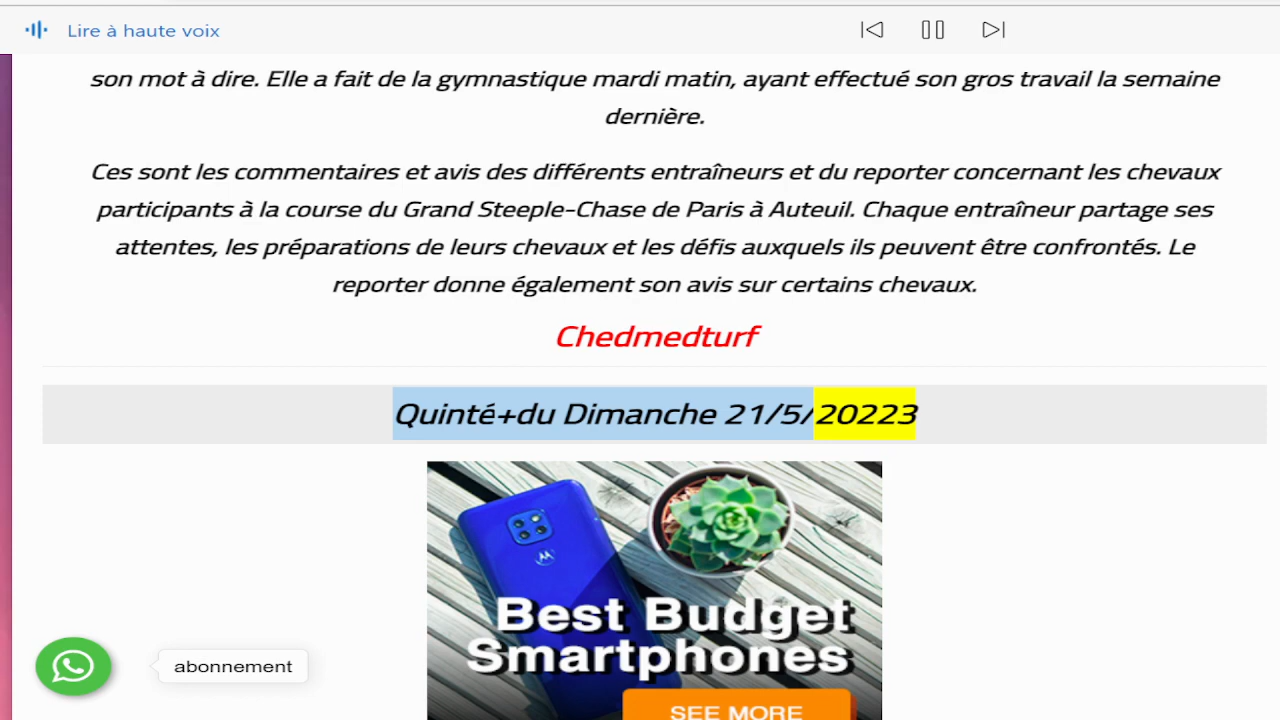 Lire à haute voix
son mot à dire. Elle a fait de la gymnastique mardi matin, ayant effectué son gros travail la semaine
dernière.
Ces sont les commentaires et avis des différents entraîneurs et du reporter concernant les chevaux
participants à la course du Grand Steeple-Chase de Paris à Auteuil. Chaque entraîneur partage ses
attentes, les préparations de leurs chevaux et les défis auxquels ils peuvent être confrontés. Le
reporter donne également son avis sur certains chevaux.
Chedmedturf
Quinté+du Dimanche 21/5/20223
Best Budget
Smartphones
SEE MORE
abonnement